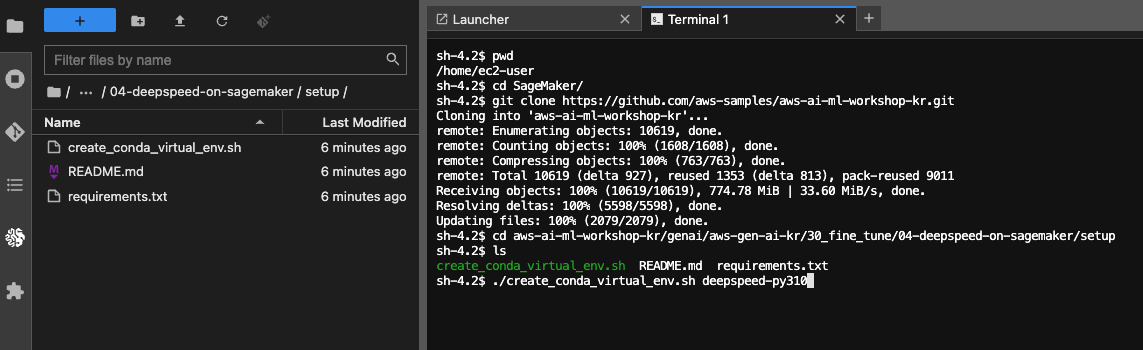 +
Filter files by name
/ ... / 04-deepspeed-on-sagemaker / setup /
Name Last Modified
create_conda_virtual_env.sh 6 minutes ago
README.md 6 minutes ago
requirements.txt 6 minutes ago
Launcher
Terminal 1
+
sh-4.2$ pwd
/home/ec2-user
sh-4.2$ cd SageMaker/
sh-4.2$ git clone https://github.com/aws-samples/aws-ai-ml-workshop-kr.git
Cloning into 'aws-ai-ml-workshop-kr'...
remote: Enumerating objects: 10619, done.
remote: Counting objects: 100% (1608/1608), done.
remote: Compressing objects: 100% (763/763), done.
remote: Total 10619 (delta 927), reused 1353 (delta 813), pack-reused 9011
Receiving objects: 100% (10619/10619), 774.78 MiB | 33.60 MiB/s, done.
Resolving deltas: 100% (5598/5598), done.
Updating files: 100% (2079/2079), done.
sh-4.2$ cd aws-ai-ml-workshop-kr/genai/aws-gen-ai-kr/30_fine_tune/04-deepspeed-on-sagemaker/setup
sh-4.2$ ls
create_conda_virtual_env.sh  README.md  requirements.txt
sh-4.2$ ./create_conda_virtual_env.sh deepspeed-py310